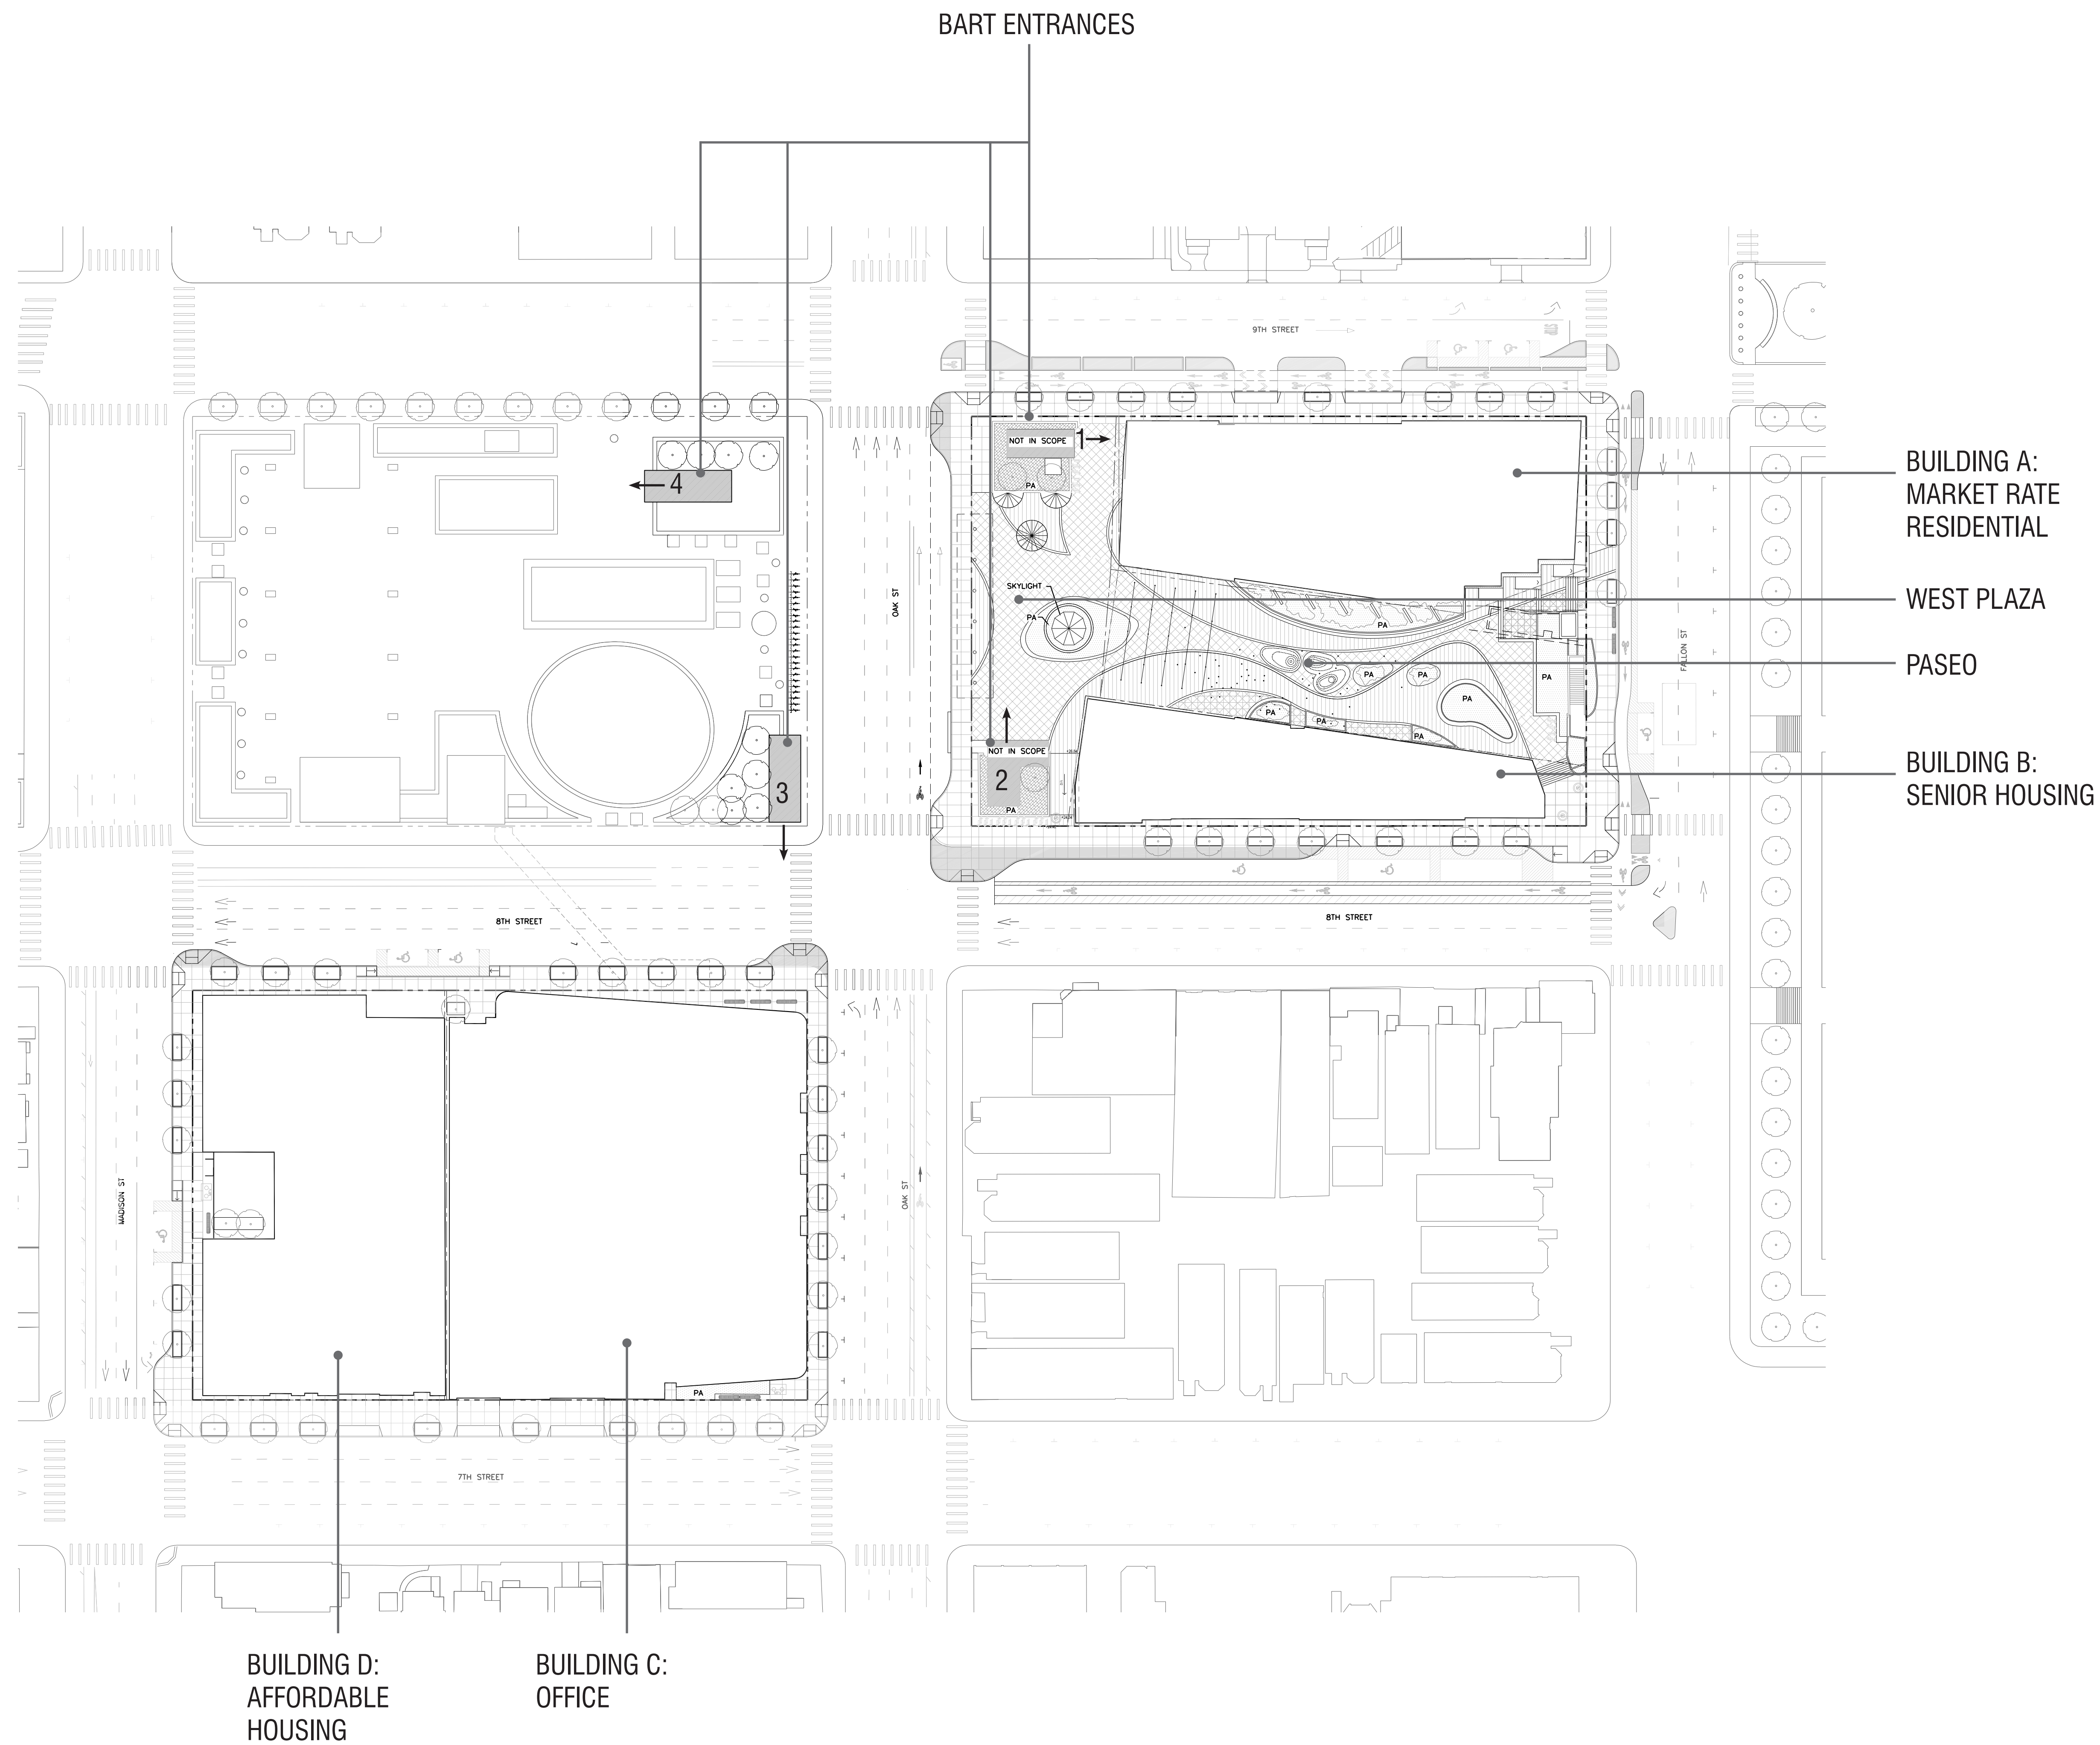 BART ENTRANCES
9TH STREET
NOT IN SCOPE
1
PA
4
BUILDING A:
MARKET RATE
RESIDENTIAL
OAK ST
SKYLIGHT
PA
PA
WEST PLAZA
FALLON ST
PASEO
PA
PA
PA
PA
PA
PA
PA
NOT IN SCOPE
2
PA
3
BUILDING B:
SENIOR HOUSING
8TH STREET
8TH STREET
MADISON ST
OAK ST
PA
7TH STREET
BUILDING D:
AFFORDABLE
HOUSING
BUILDING C:
OFFICE